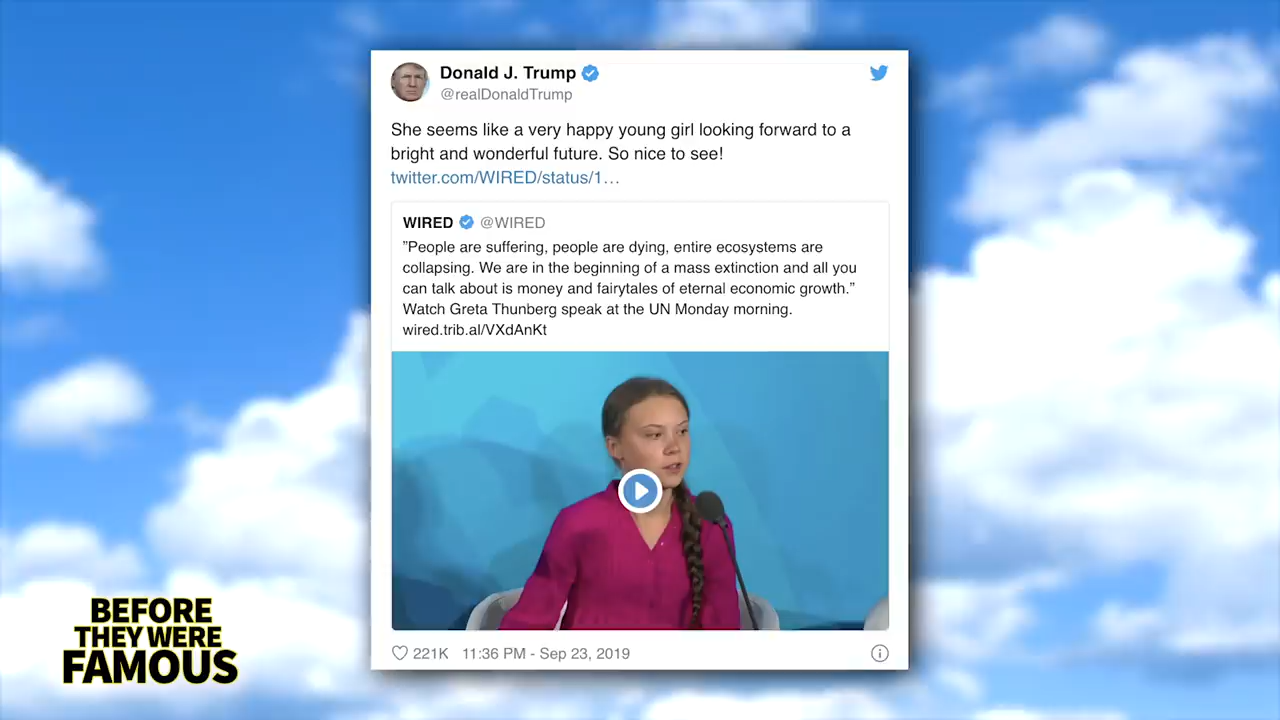 Donald J. Trump
@realDonaldTrump
She seems like a very happy young girl looking forward to a
bright and wonderful future. So nice to see!
twitter.com/WIRED/status/1…
WIRED @WIRED
”People are suffering, people are dying, entire ecosystems are
collapsing. We are in the beginning of a mass extinction and all you
can talk about is money and fairytales of eternal economic growth.”
Watch Greta Thunberg speak at the UN Monday morning.
wired.trib.al/VXdAnKt
221K 11:36 PM - Sep 23, 2019
BEFORE
THEY WERE
FAMOUS